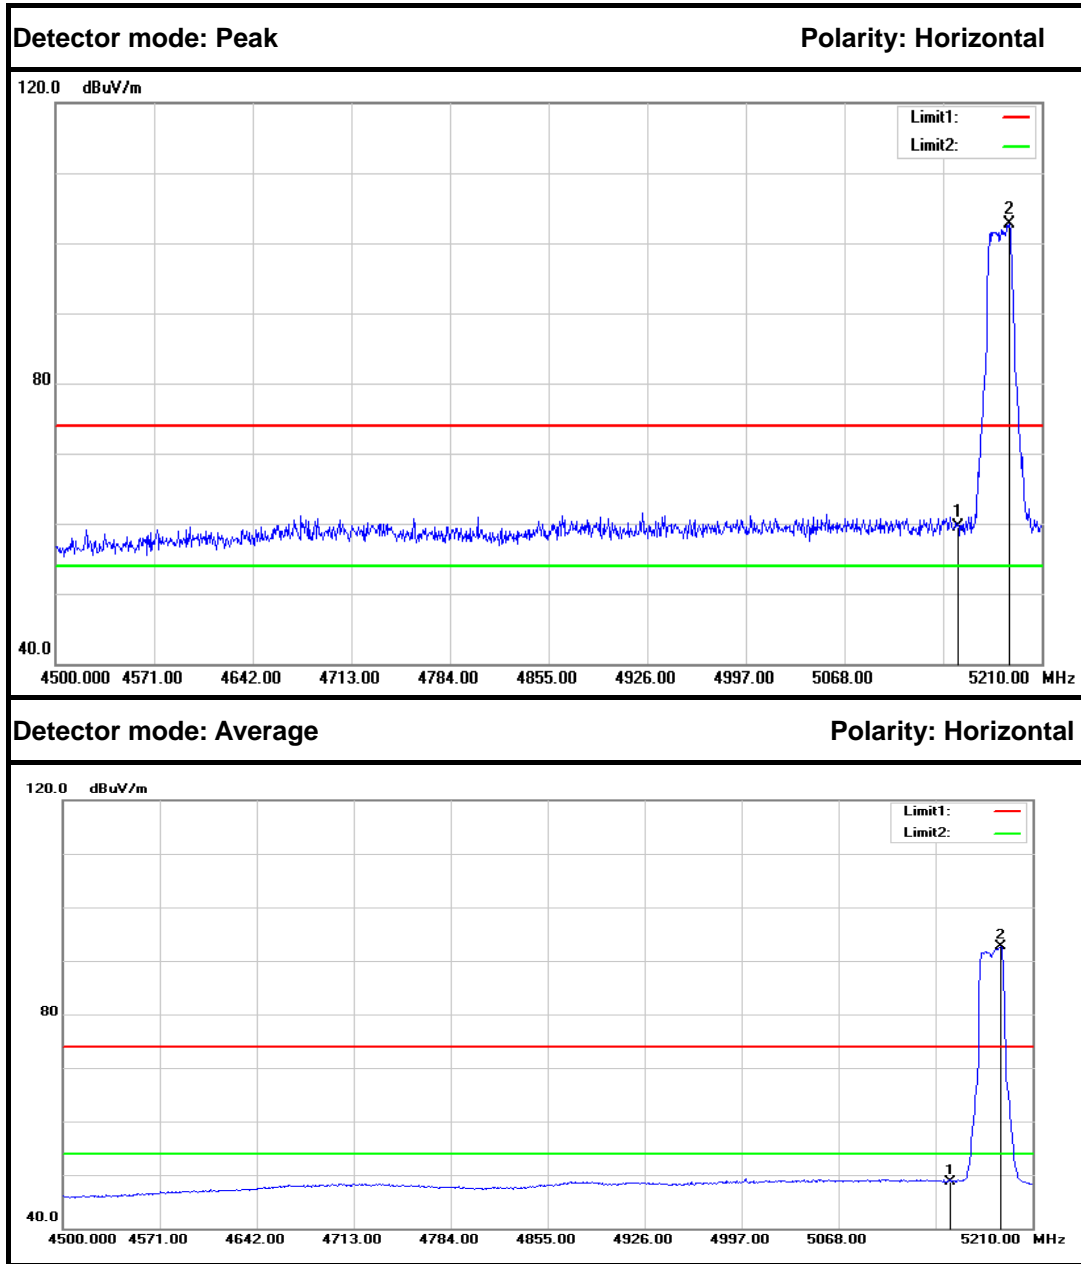 Detector mode: Peak Polarity: Horizontal
120.0 dBuV/m
Limit1:
Limit2:
2
80
1
40.0
4500.000 4571.00 4642.00 4713.00 4784.00 4855.00 4926.00 4997.00 5068.00 5210.00 MHz
Detector mode: Average Polarity: Horizontal
120.0 dBuV/m
Limit1:
Limit2:
2
80
1
40.0
4500.000 4571.00 4642.00 4713.00 4784.00 4855.00 4926.00 4997.00 5068.00 5210.00 MHz